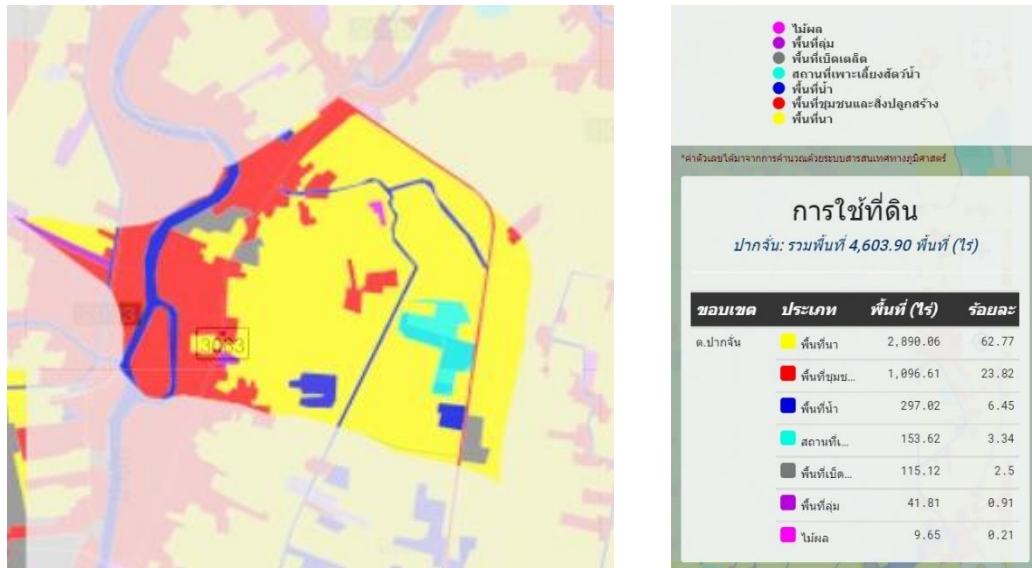 3033
ไม้ผล
พื้นที่ลุ่ม
พื้นที่เบ็ดเตล็ด
สถานที่เพาะเลี้ยงสัตว์น้ำ
พื้นที่น้ำ
พื้นที่ชุมชนและสิ่งปลูกสร้าง
พื้นที่นา
*ค่าตัวเลขได้มาจากการคำนวณด้วยระบบสารสนเทศทางภูมิศาสตร์
การใช้ที่ดิน
ปากจั่น: รวมพื้นที่ 4,603.90 พื้นที่ (ไร่)
ขอบเขต ประเภท พื้นที่ (ไร่) ร้อยละ
ต.ปากจั่น พื้นที่นา 2,890.06 62.77
พื้นที่ชุมช... 1,096.61 23.82
พื้นที่น้ำ 297.02 6.45
สถานที่เ... 153.62 3.34
พื้นที่เบ็ด... 115.12 2.5
พื้นที่ลุ่ม 41.81 0.91
ไม้ผล 9.65 0.21